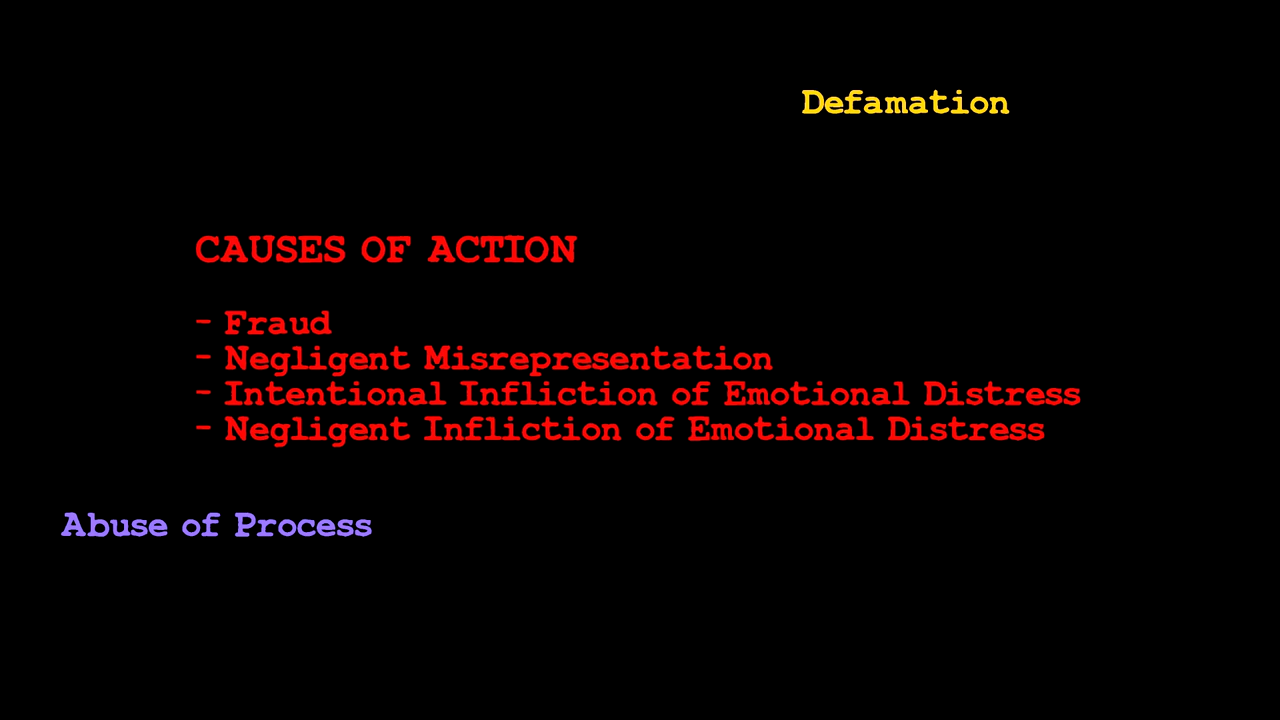 Defamation
CAUSES OF ACTION
- Fraud
- Negligent Misrepresentation
- Intentional Infliction of Emotional Distress
- Negligent Infliction of Emotional Distress
Abuse of Process